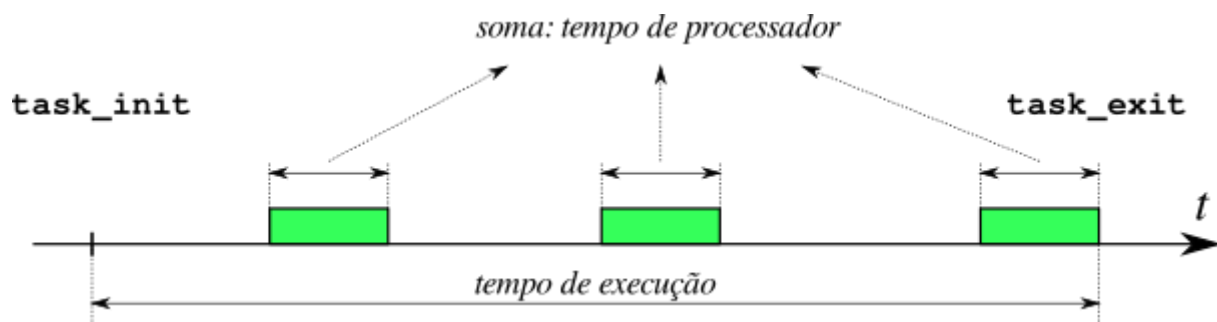 soma: tempo de processador
task_init
task_exit
t
tempo de execução